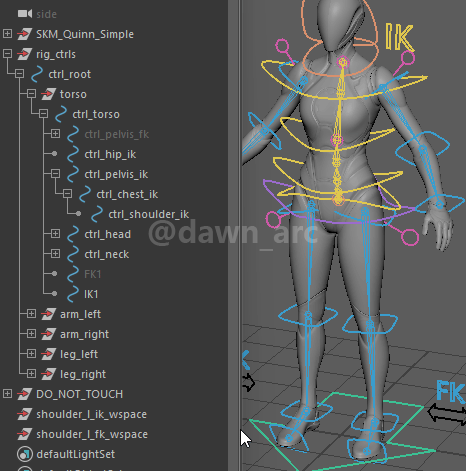 side
SKM_Quinn_Simple
rig_ctrls
ctrl_root
torso
ctrl_torso
ctrl_pelvis_fk
ctrl_hip_ik
ctrl_pelvis_ik
ctrl_chest_ik
ctrl_shoulder_ik
ctrl_head
ctrl_neck
FK1
IK1
arm_left
arm_right
leg_left
leg_right
DO_NOT_TOUCH
shoulder_l_ik_wspace
shoulder_l_fk_wspace
defaultLightSet
IK
@dawn_arc
FK